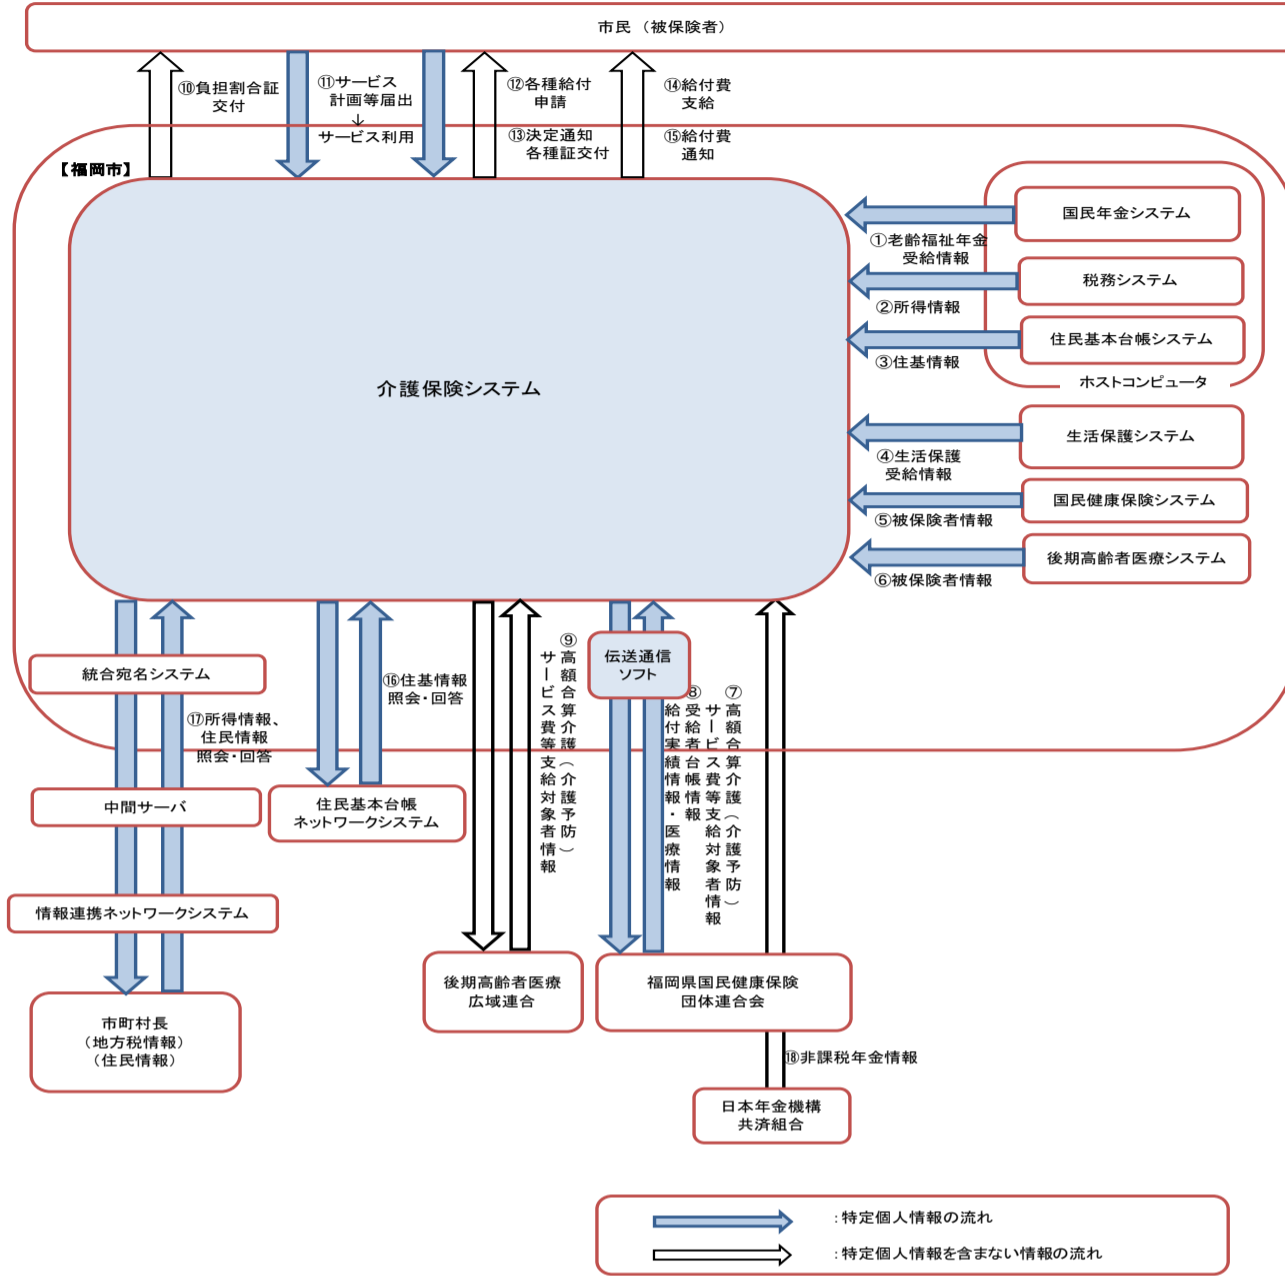 市民（被保険者）
⑩負担割合証
交付
⑪サービス
計画等届出
↓
サービス利用
⑫各種給付
申請
⑬決定通知
各種証交付
⑭給付費
支給
⑮給付費
通知
【福岡市】
介護保険システム
国民年金システム
①老齢福祉年金
受給情報
税務システム
②所得情報
住民基本台帳システム
③住基情報
ホストコンピュータ
生活保護システム
④生活保護
受給情報
国民健康保険システム
⑤被保険者情報
後期高齢者医療システム
⑥被保険者情報
統合宛名システム
⑰所得情報、
住民情報
照会・回答
中間サーバ
情報連携ネットワークシステム
市町村長
（地方税情報）
（住民情報）
⑯住基情報
照会・回答
住民基本台帳
ネットワークシステム
⑨高額合算介護（介護予防）
サービス費等支給対象者情報
後期高齢者医療
広域連合
伝送通信
ソフト
⑦高額合算介護（介護予防）
サービス費等支給対象者情報
⑧受給者台帳情報
給付実績情報・医療情報
福岡県国民健康保険
団体連合会
⑱非課税年金情報
日本年金機構
共済組合
：特定個人情報の流れ
：特定個人情報を含まない情報の流れ